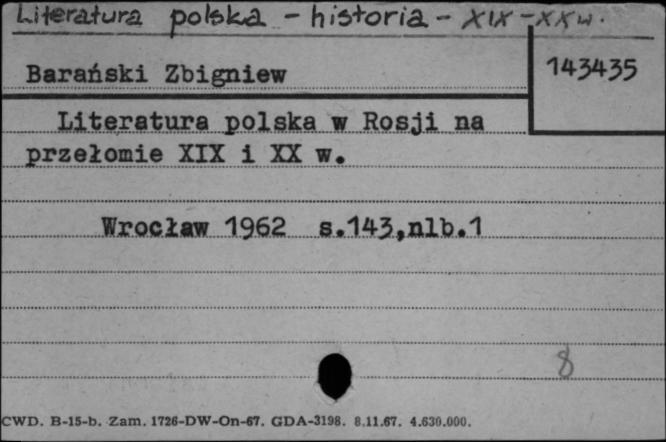 Literatura polska - historia - XIX - XX w.
Barański Zbigniew
143435
Literatura polska w Rosji na
przełomie XIX i XX w.
Wrocław 1962 s.143,nlb.1
8
CWD. B-15-b. Zam. 1726-DW-On-67. GDA-3198. 8.11.67. 4.630.000.